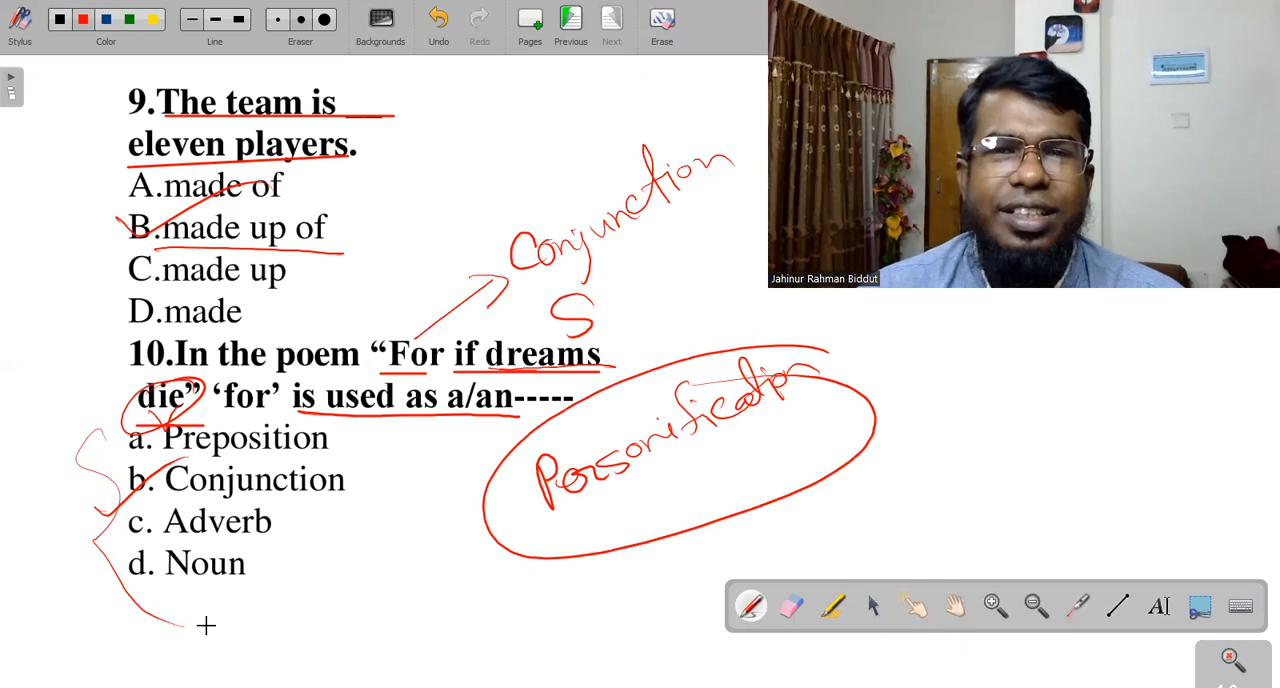 Stylus
Color
Line
Eraser
Backgrounds
Undo
Redo
Pages
Previous
Next
Erase
9.The team is __
eleven players.
A.made of
B.made up of
C.made up
D.made
10.In the poem “For if dreams
die” ‘for’ is used as a/an-----
a. Preposition
b. Conjunction
c. Adverb
d. Noun
Conjunction
S
Personification
S
Jahinur Rahman Biddut